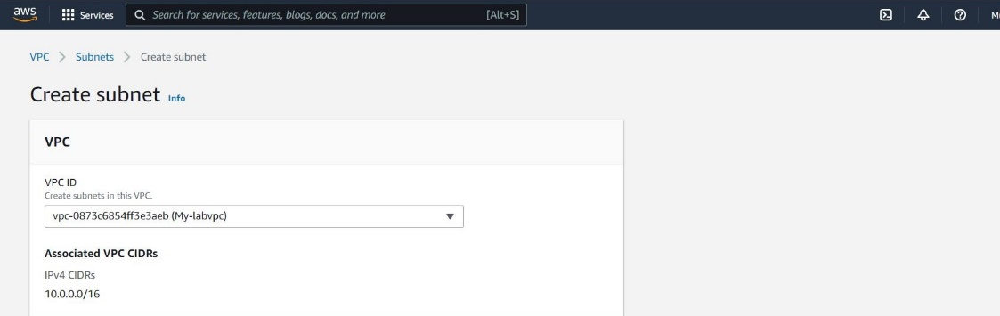 aws Services Search for services, features, blogs, docs, and more [Alt+S]
VPC Subnets Create subnet
Create subnet Info
VPC
VPC ID
Create subnets in this VPC.
vpc-0873c6854ff3e3aeb (My-labvpc)
Associated VPC CIDRs
IPv4 CIDRs
10.0.0.0/16